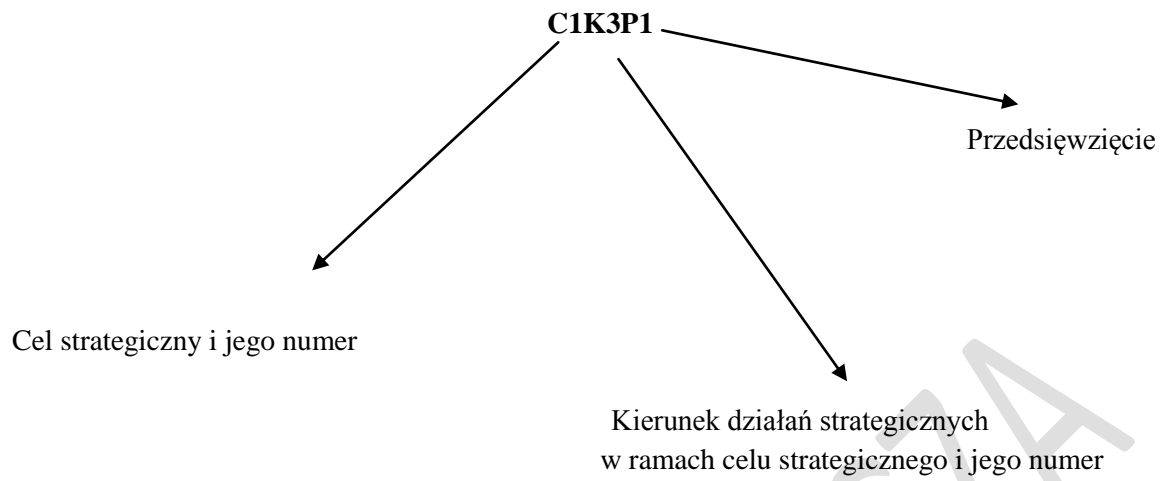 C1K3P1
Przedsięwzięcie
Cel strategiczny i jego numer
Kierunek działań strategicznych
w ramach celu strategicznego i jego numer